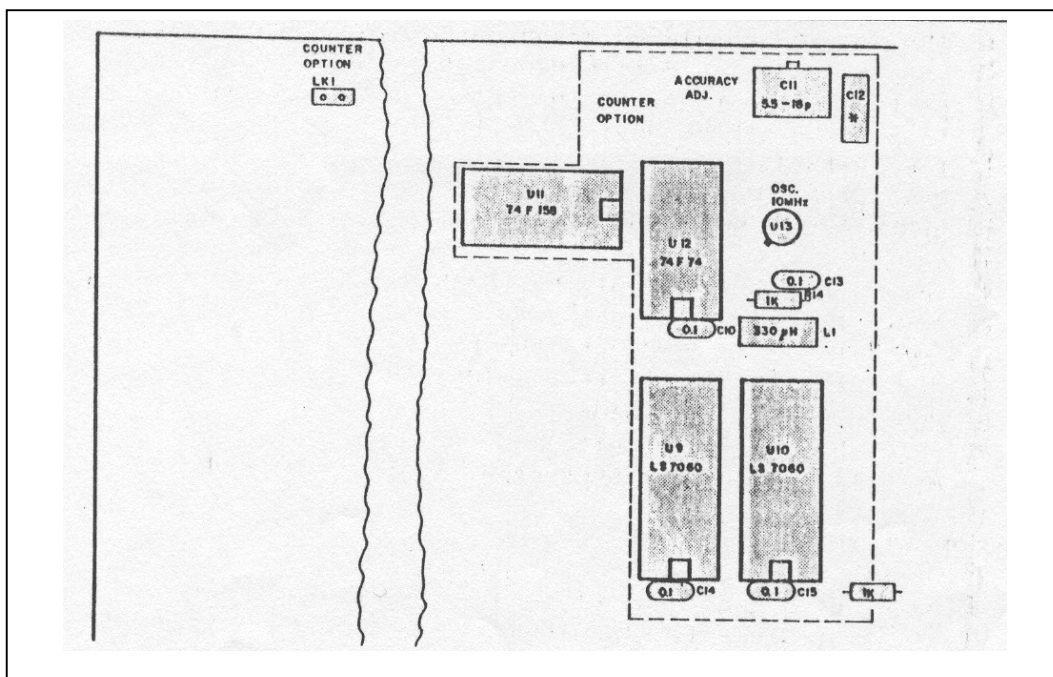 COUNTER
OPTION
LK1
ACCURACY
ADJ.
COUNTER
OPTION
C11
5.5-18p
C12
*
U11
74 F 158
U12
74 F 74
OSC.
10MHz
U13
0.1 C13
1K R14
0.1 C10
330 µH L1
U9
LS 7060
U10
LS 7060
0.1 C14
0.1 C15
1K